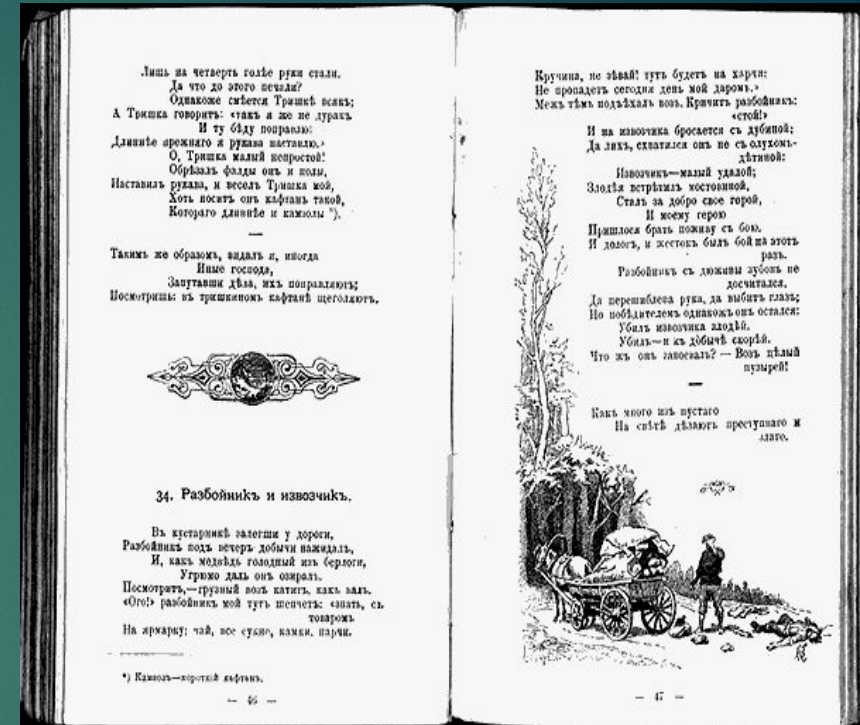 Лишь на четверть голѣе руки стали.
Да что до этого печали?
Однакоже смѣется Тришкѣ всякъ;
А Тришка говоритъ: «такъ я же не дуракъ
И ту бѣду поправлю:
Длиннѣе прежняго я рукава наставлю.»
О, Тришка малый непростой!
Обрѣзалъ фалды онъ и полы,
Наставилъ рукава, и веселъ Тришка мой,
Хоть носитъ онъ кафтанъ такой,
Котораго длиннѣе и камзолы *).
Такимъ же образомъ, видалъ я, иногда
Иные господа,
Запутавши дѣла, ихъ поправляютъ;
Посмотришь: въ тришкиномъ кафтанѣ щеголяютъ.
34. Разбойникъ и извозчикъ.
Въ кустарникѣ залегши у дороги,
Разбойникъ подъ вечеръ добычи нажидалъ,
И, какъ медвѣдь голодный изъ берлоги,
Угрюмо даль онъ озиралъ.
Посмотритъ,—грузный возъ катитъ, какъ валъ.
«Ого!» разбойникъ мой тутъ шепчетъ: «знать, съ
товаромъ
На ярмарку; чай, все сукно, камки, парчи.
*) Камзолъ—короткій кафтанъ.
— 46 —
Кручина, не зѣвай! тутъ будетъ на харчи:
Не пропадетъ сегодня день мой даромъ.»
Межъ тѣмъ подъѣхалъ возъ. Кричитъ разбойникъ:
«стой!»
И на извозчика бросается съ дубиной;
Да лихъ, схватился онъ не съ олухомъ-
дѣтиной:
Извозчикъ—малый удалой;
Злодѣя встрѣтилъ мостовиной,
Сталъ за добро свое горой,
И моему герою
Пришлося брать поживу съ бою.
И дологъ, и жестокъ былъ бой на этотъ
разъ.
Разбойникъ съ дюжины зубовъ не
досчитался.
Да перешиблена рука, да выбитъ глазъ;
Но побѣдителемъ однакожъ онъ остался:
Убилъ извозчика злодѣй.
Убилъ—и къ добычѣ скорѣй.
Что жъ онъ завоевалъ? — Возъ цѣлый
пузырей!
Какъ много изъ пустаго
На свѣтѣ дѣлаютъ преступнаго и
злаго.
— 47 —